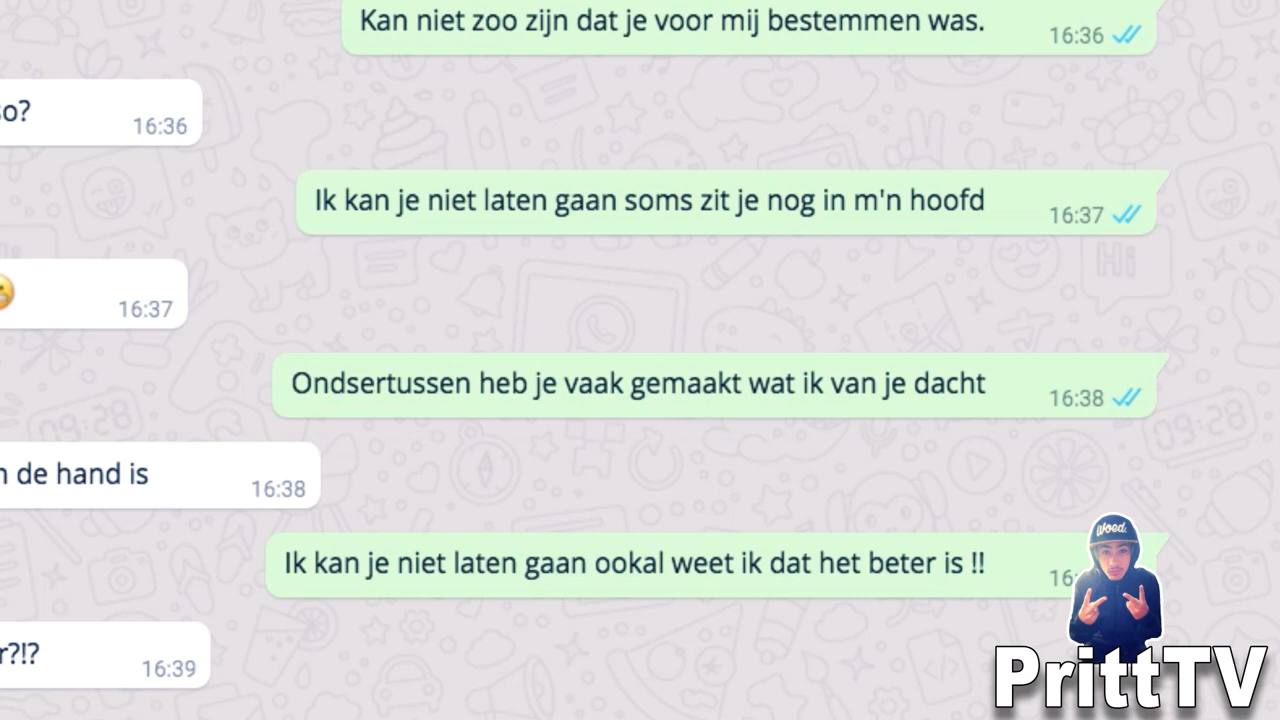 Kan niet zoo zijn dat je voor mij bestemmen was.
16:36
so?
16:36
Ik kan je niet laten gaan soms zit je nog in m'n hoofd
16:37
16:37
Ondsertussen heb je vaak gemaakt wat ik van je dacht
16:38
n de hand is
16:38
Ik kan je niet laten gaan ookal weet ik dat het beter is !!
16:
Woed.
r?!?
16:39
PrittTV